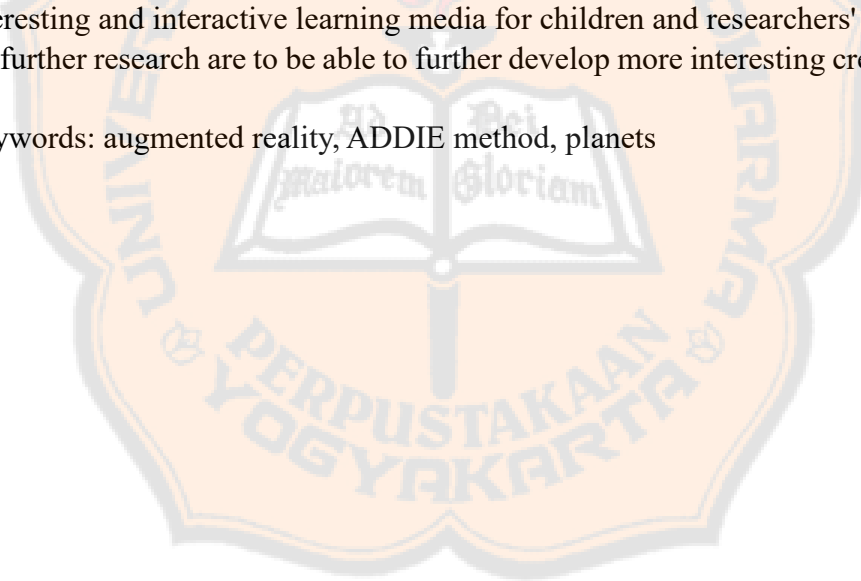 eresting and interactive learning media for children and researchers'
further research are to be able to further develop more interesting cre
ywords: augmented reality, ADDIE method, planets
Ad Dei
maiorem Gloriam
PERPUSTAKAAN
YOGYAKARTA